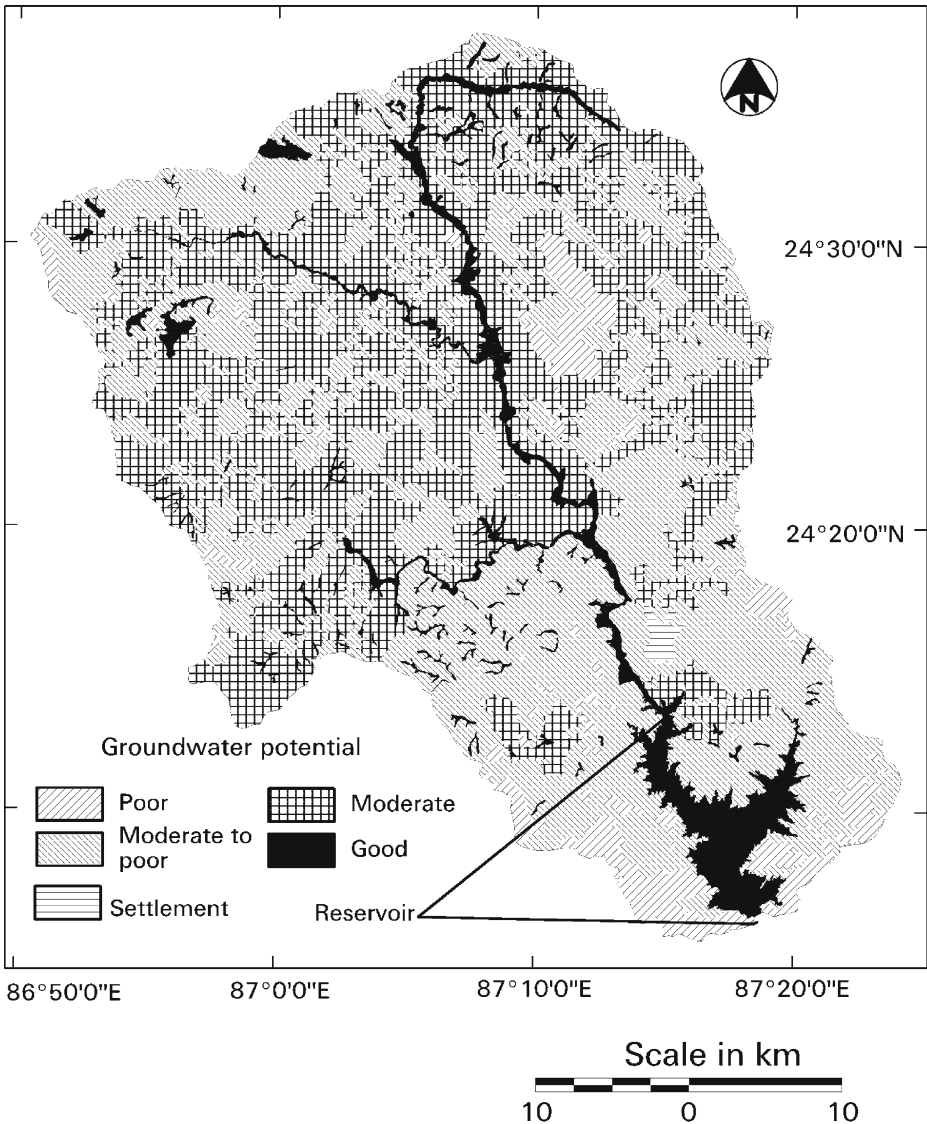 N
24°30'0"N
24°20'0"N
Groundwater potential
Poor
Moderate
Moderate to
poor
Good
Settlement
Reservoir
86°50'0"E
87°0'0"E
87°10'0"E
87°20'0"E
Scale in km
10
0
10